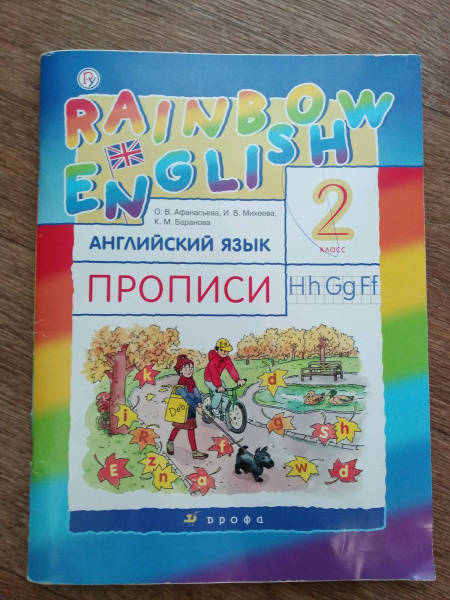 RAINBOW
ENGLISH
О. В. Афанасьева, И. В. Михеева,
К. М. Баранова
2
класс
АНГЛИЙСКИЙ ЯЗЫК
ПРОПИСИ
Hh Gg Ff
k
d
Deb
i
R
f
g
S h
E
z
n
a
w
d
дрофа